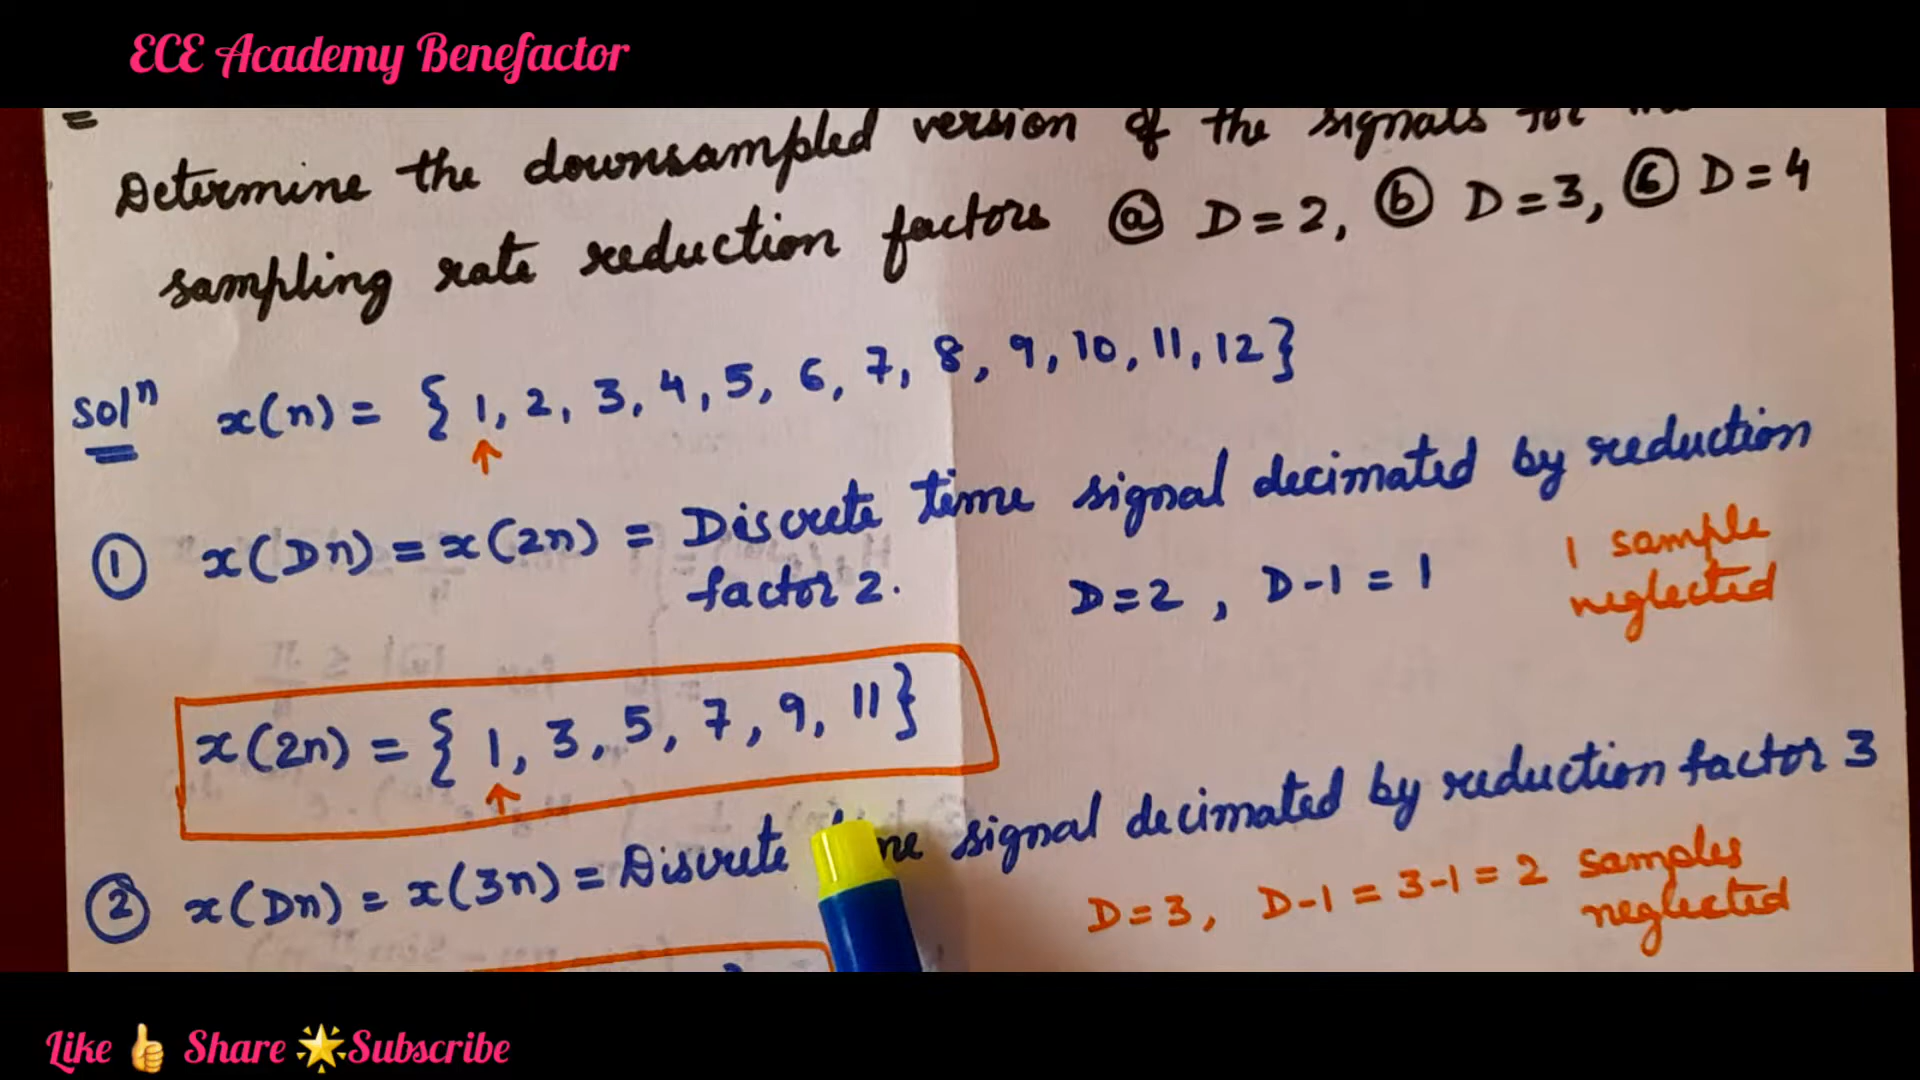 ECE Academy Benefactor
=
Determine the downsampled version of the signals for
sampling rate reduction factors ⓐ D=2, ⓑ D=3, ⓒ D=4
Solⁿ x(n) = { 1, 2, 3, 4, 5, 6, 7, 8, 9, 10, 11, 12}
↑
① x(Dn) = x(2n) = Discrete time signal decimated by reduction
factor 2. D=2, D-1 = 1 1 sample
neglected
x(2n) = { 1, 3, 5, 7, 9, 11}
↑
② x(Dn) = x(3n) = Discrete signal decimated by reduction factor 3
D=3, D-1 = 3-1 = 2 samples
neglected
Like 👍 Share 🌟Subscribe